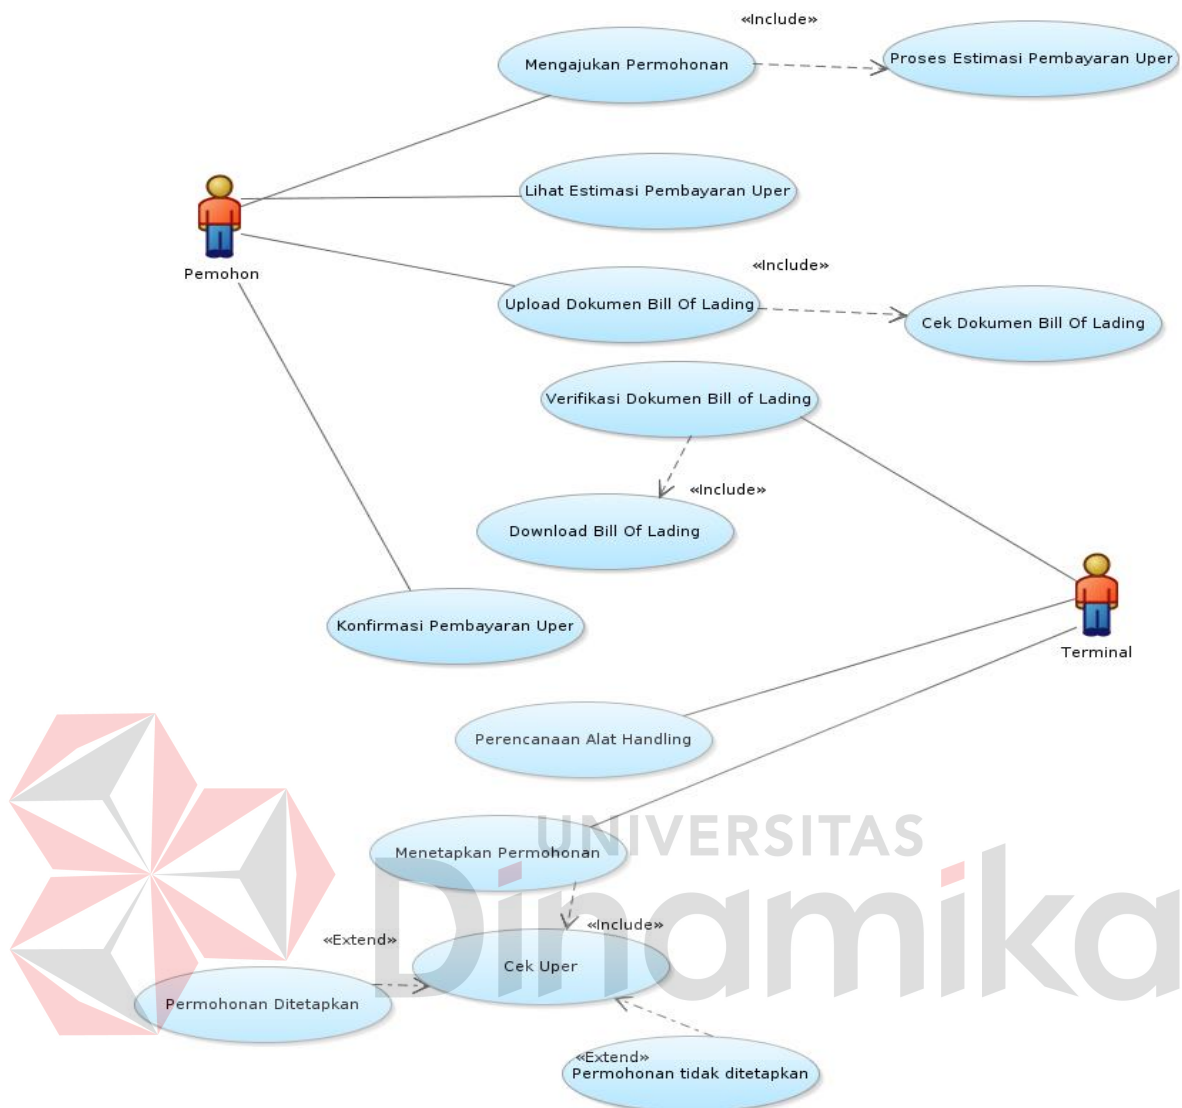 «Include»
Mengajukan Permohonan
Proses Estimasi Pembayaran Uper
Lihat Estimasi Pembayaran Uper
Pemohon
«Include»
Upload Dokumen Bill Of Lading
Cek Dokumen Bill Of Lading
Verifikasi Dokumen Bill of Lading
«Include»
Download Bill Of Lading
Konfirmasi Pembayaran Uper
Terminal
Perencanaan Alat Handling
UNIVERSITAS
Dinamika
Menetapkan Permohonan
«Include»
«Extend»
Cek Uper
Permohonan Ditetapkan
«Extend»
Permohonan tidak ditetapkan